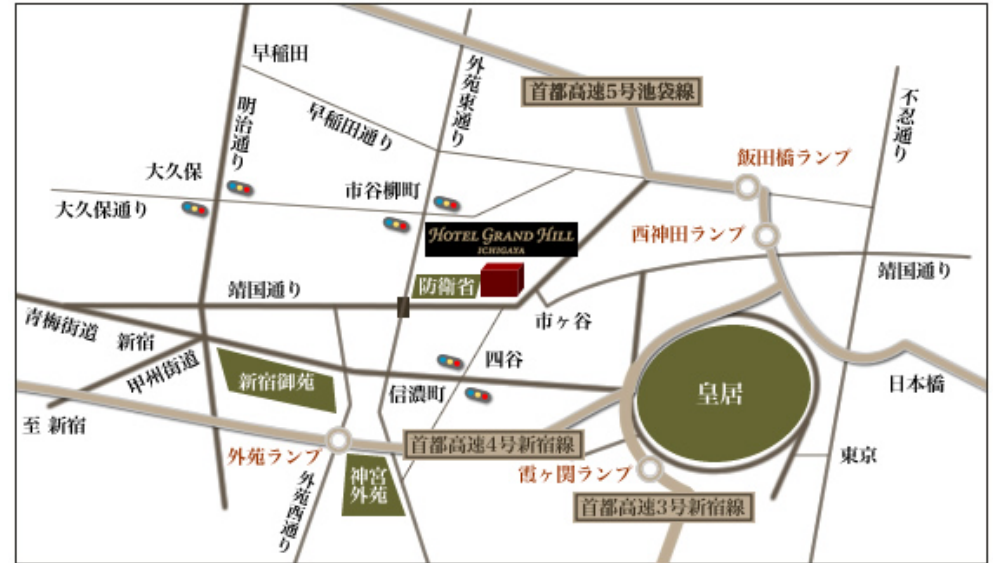 早稲田
外苑東通り
首都高速5号池袋線
不忍通り
明治通り
早稲田通り
飯田橋ランプ
大久保
市谷柳町
大久保通り
HOTEL GRAND HILL
ICHIGAYA
西神田ランプ
靖国通り
防衛省
靖国通り
青梅街道
新宿
市ヶ谷
甲州街道
四谷
新宿御苑
信濃町
皇居
日本橋
至 新宿
外苑ランプ
首都高速4号新宿線
東京
霞ヶ関ランプ
神宮
外苑
外苑西通り
首都高速3号新宿線